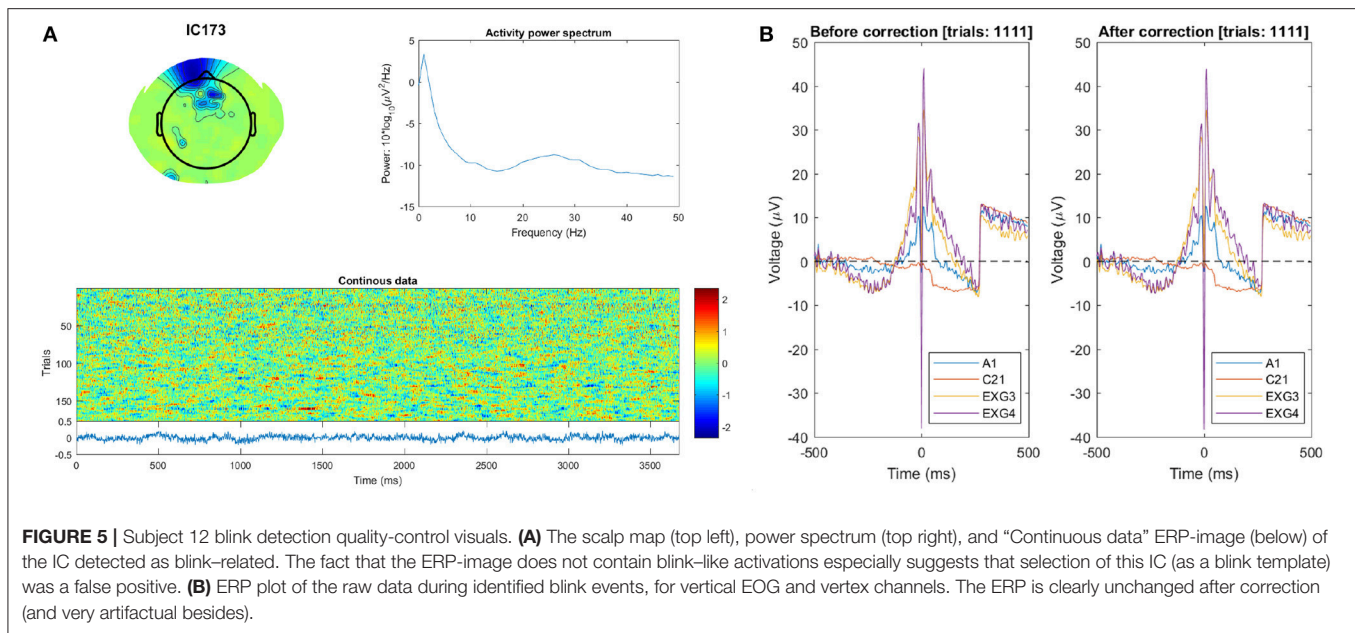 A
IC173
Activity power spectrum
Power: 10*log10(μV2/Hz)
5
0
-5
-10
-15
0 10 20 30 40 50
Frequency (Hz)
Continous data
Trials
50
100
150
0.5
0
-0.5
0 500 1000 1500 2000 2500 3000 3500
Time (ms)
2
1
0
-1
-2
B
Before correction [trials: 1111]
Voltage (μV)
50
40
30
20
10
0
-10
-20
-30
-40
-500 0 500
Time (ms)
A1
C21
EXG3
EXG4
After correction [trials: 1111]
Voltage (μV)
50
40
30
20
10
0
-10
-20
-30
-40
-500 0 500
Time (ms)
A1
C21
EXG3
EXG4
FIGURE 5 | Subject 12 blink detection quality-control visuals. (A) The scalp map (top left), power spectrum (top right), and “Continuous data” ERP-image (below) of
the IC detected as blink–related. The fact that the ERP-image does not contain blink–like activations especially suggests that selection of this IC (as a blink template)
was a false positive. (B) ERP plot of the raw data during identified blink events, for vertical EOG and vertex channels. The ERP is clearly unchanged after correction
(and very artifactual besides).